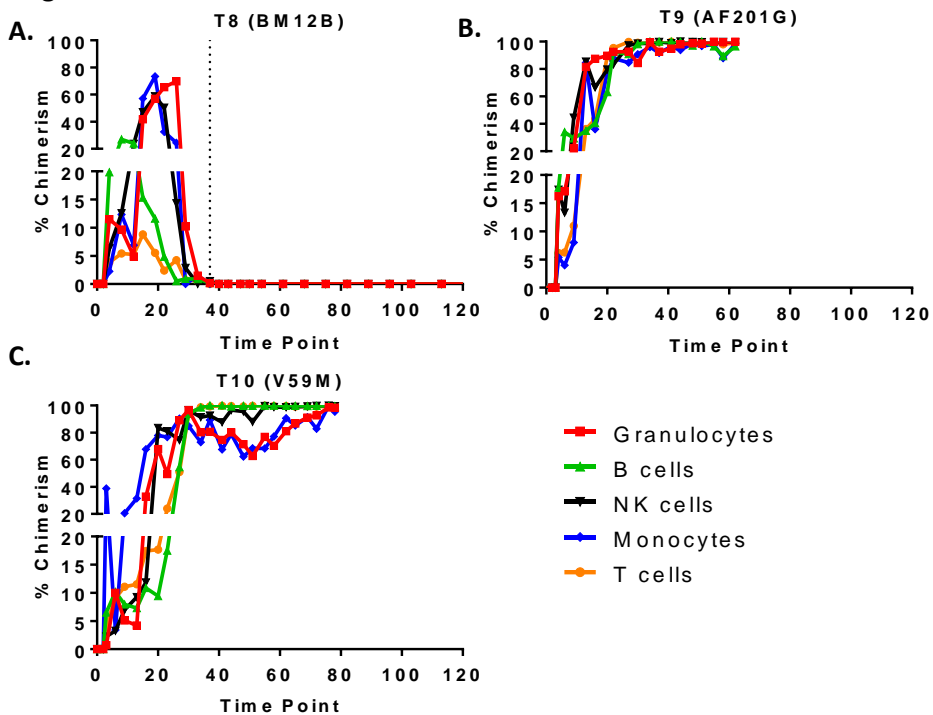 A.
T8 (BM12B)
% Chimerism
100
80
60
40
20
20
15
10
5
0
0 20 40 60 80 100 120
Time Point
B.
T9 (AF201G)
% Chimerism
100
80
60
40
20
20
15
10
5
0
0 20 40 60 80 100 120
Time Point
C.
T10 (V59M)
% Chimerism
100
80
60
40
20
20
15
10
5
0
0 20 40 60 80 100 120
Time Point
Granulocytes
B cells
NK cells
Monocytes
T cells